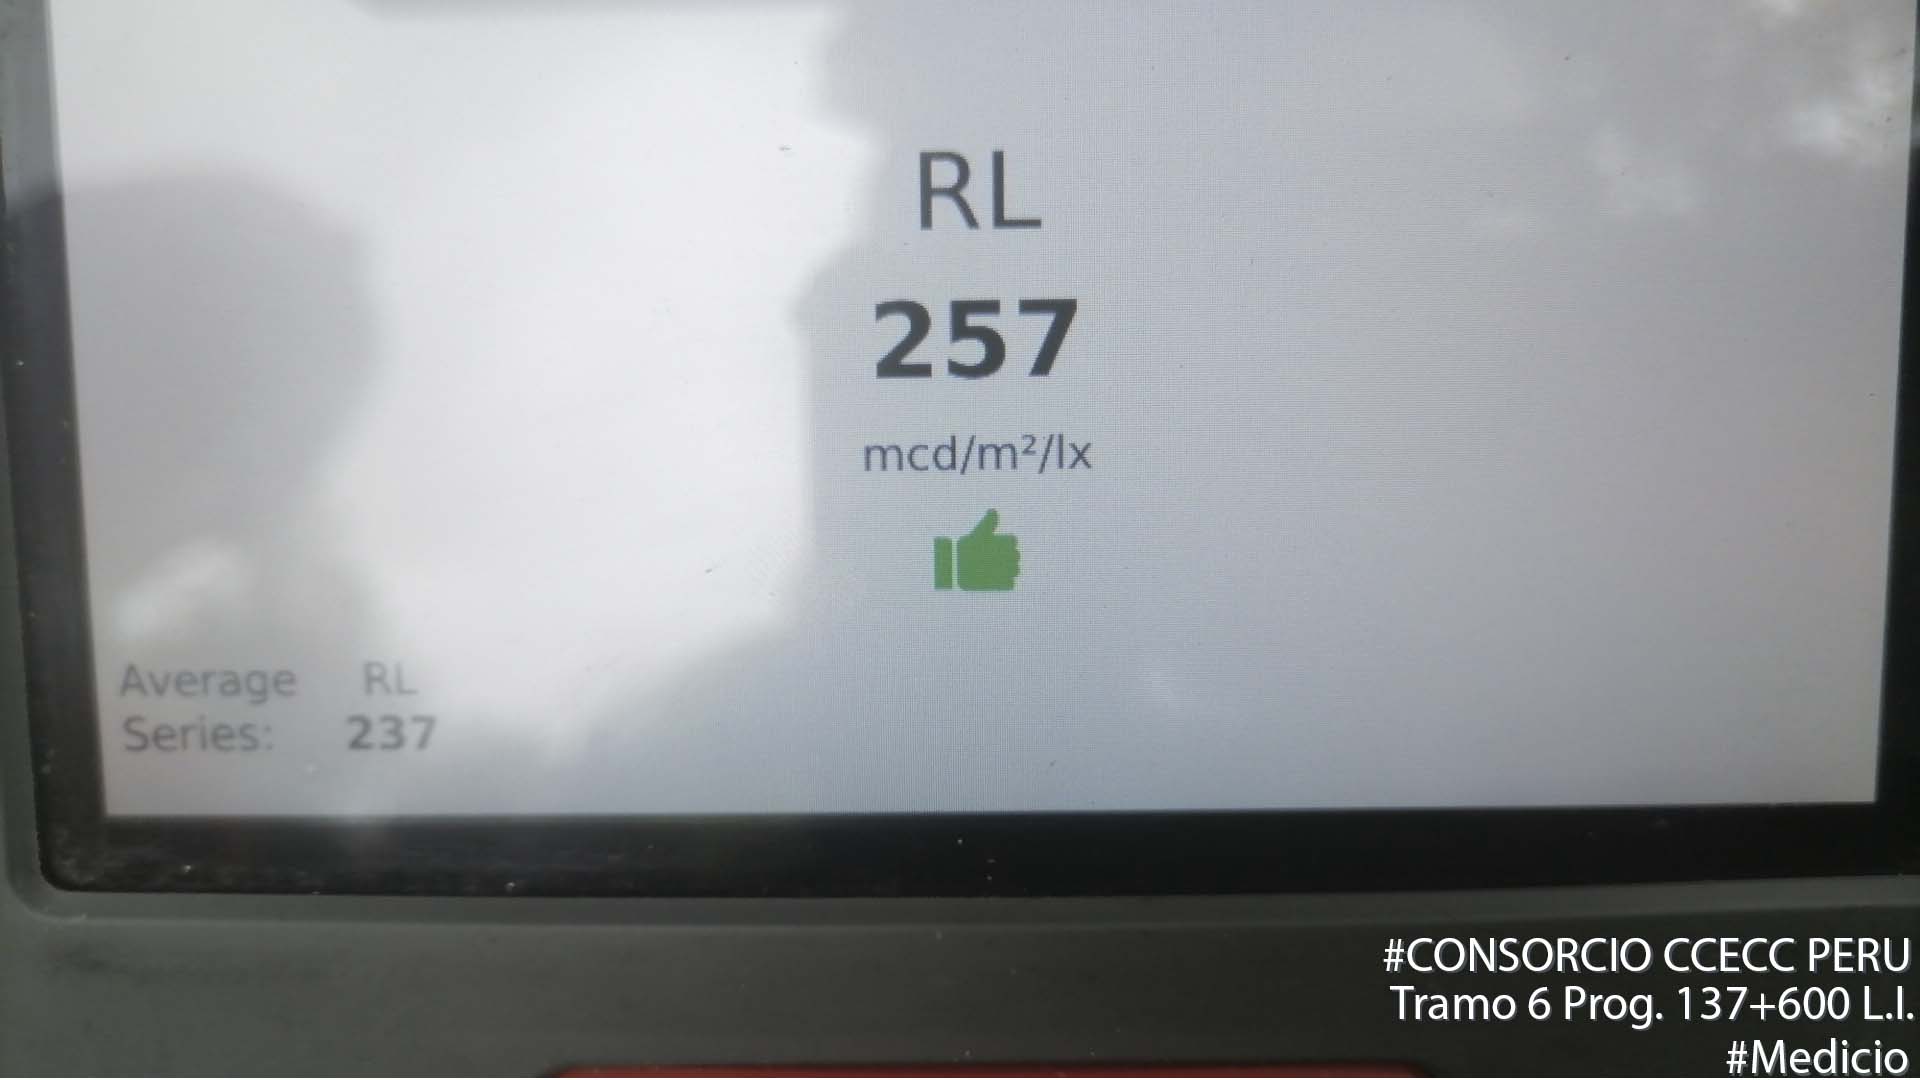 RL
257
mcd/m²/lx
Average RL
Series: 237
#CONSORCIO CCECC PERU
Tramo 6 Prog. 137+600 L.I.
#Medicio